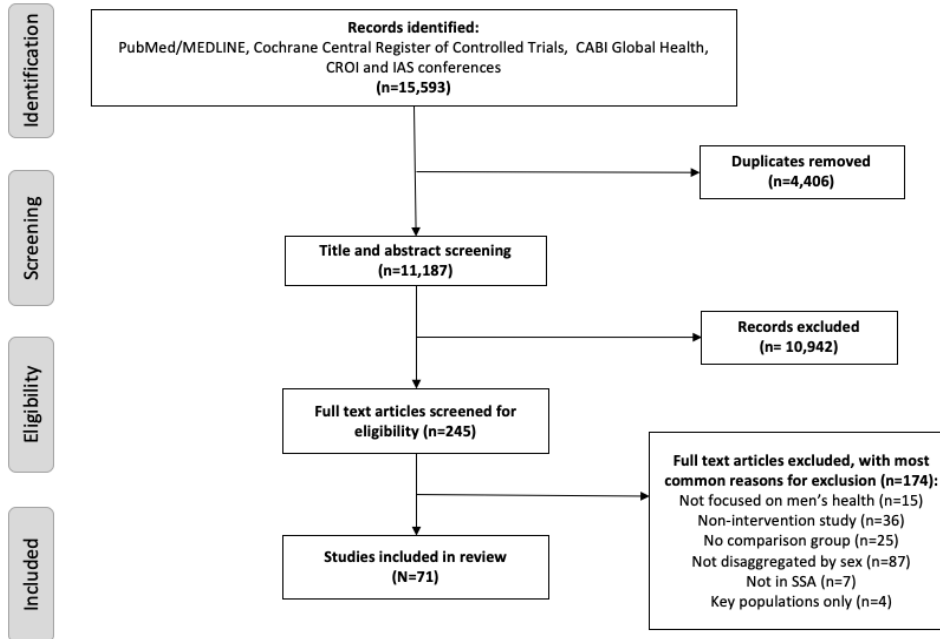 Identification
Records identified:
PubMed/MEDLINE, Cochrane Central Register of Controlled Trials, CABI Global Health,
CROI and IAS conferences
(n=15,593)
Duplicates removed
(n=4,406)
Screening
Title and abstract screening
(n=11,187)
Records excluded
(n= 10,942)
Eligibility
Full text articles screened for
eligibility (n=245)
Full text articles excluded, with most
common reasons for exclusion (n=174):
Not focused on men's health (n=15)
Non-intervention study (n=36)
No comparison group (n=25)
Not disaggregated by sex (n=87)
Not in SSA (n=7)
Key populations only (n=4)
Included
Studies included in review
(N=71)